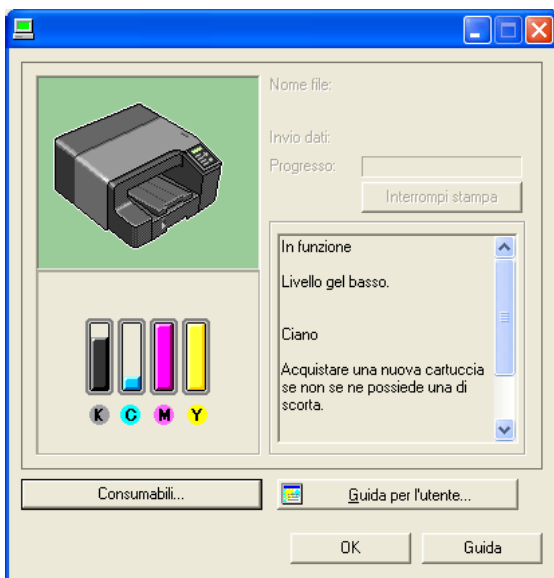 Nome file:
Invio dati:
Progresso:
Interrompi stampa
In funzione
Livello gel basso.
Ciano
Acquistare una nuova cartuccia
se non se ne possiede una di
scorta.
K C M Y
Consumabili...
Guida per l'utente...
OK
Guida